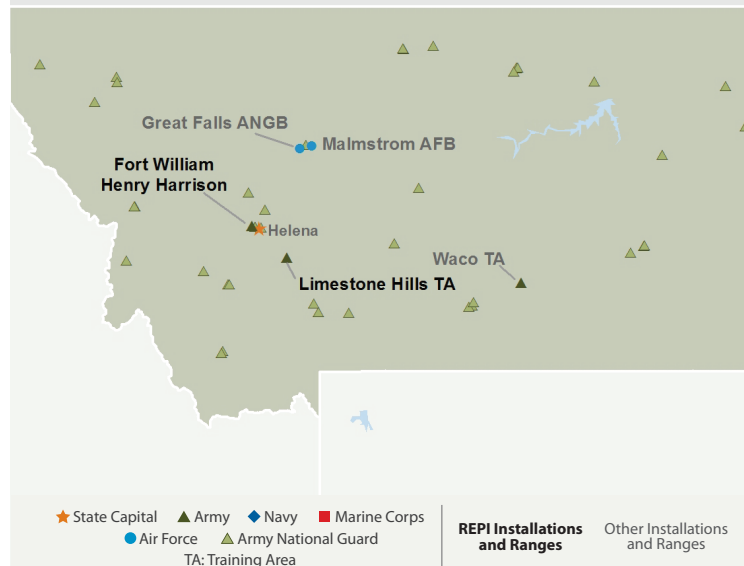 Great Falls ANGB
Malmstrom AFB
Fort William
Henry Harrison
Helena
Waco TA
Limestone Hills TA
State Capital
Army
Navy
Marine Corps
Air Force
Army National Guard
TA: Training Area
REPI Installations
and Ranges
Other Installations
and Ranges